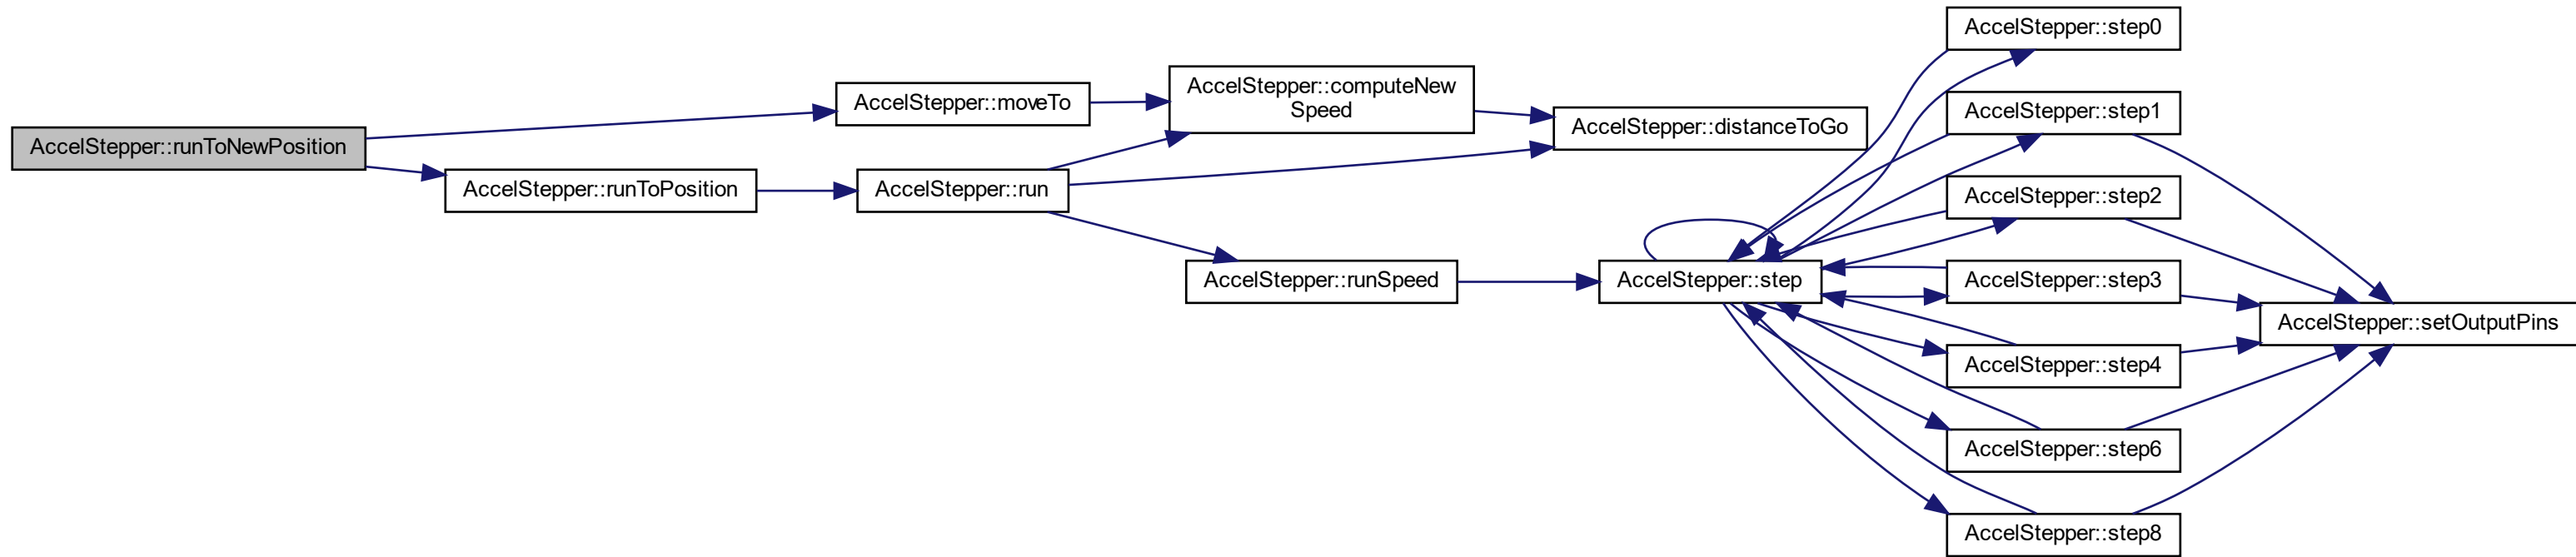 AccelStepper::runToNewPosition
AccelStepper::moveTo
AccelStepper::runToPosition
AccelStepper::computeNew
Speed
AccelStepper::run
AccelStepper::distanceToGo
AccelStepper::runSpeed
AccelStepper::step
AccelStepper::step0
AccelStepper::step1
AccelStepper::step2
AccelStepper::step3
AccelStepper::step4
AccelStepper::step6
AccelStepper::step8
AccelStepper::setOutputPins